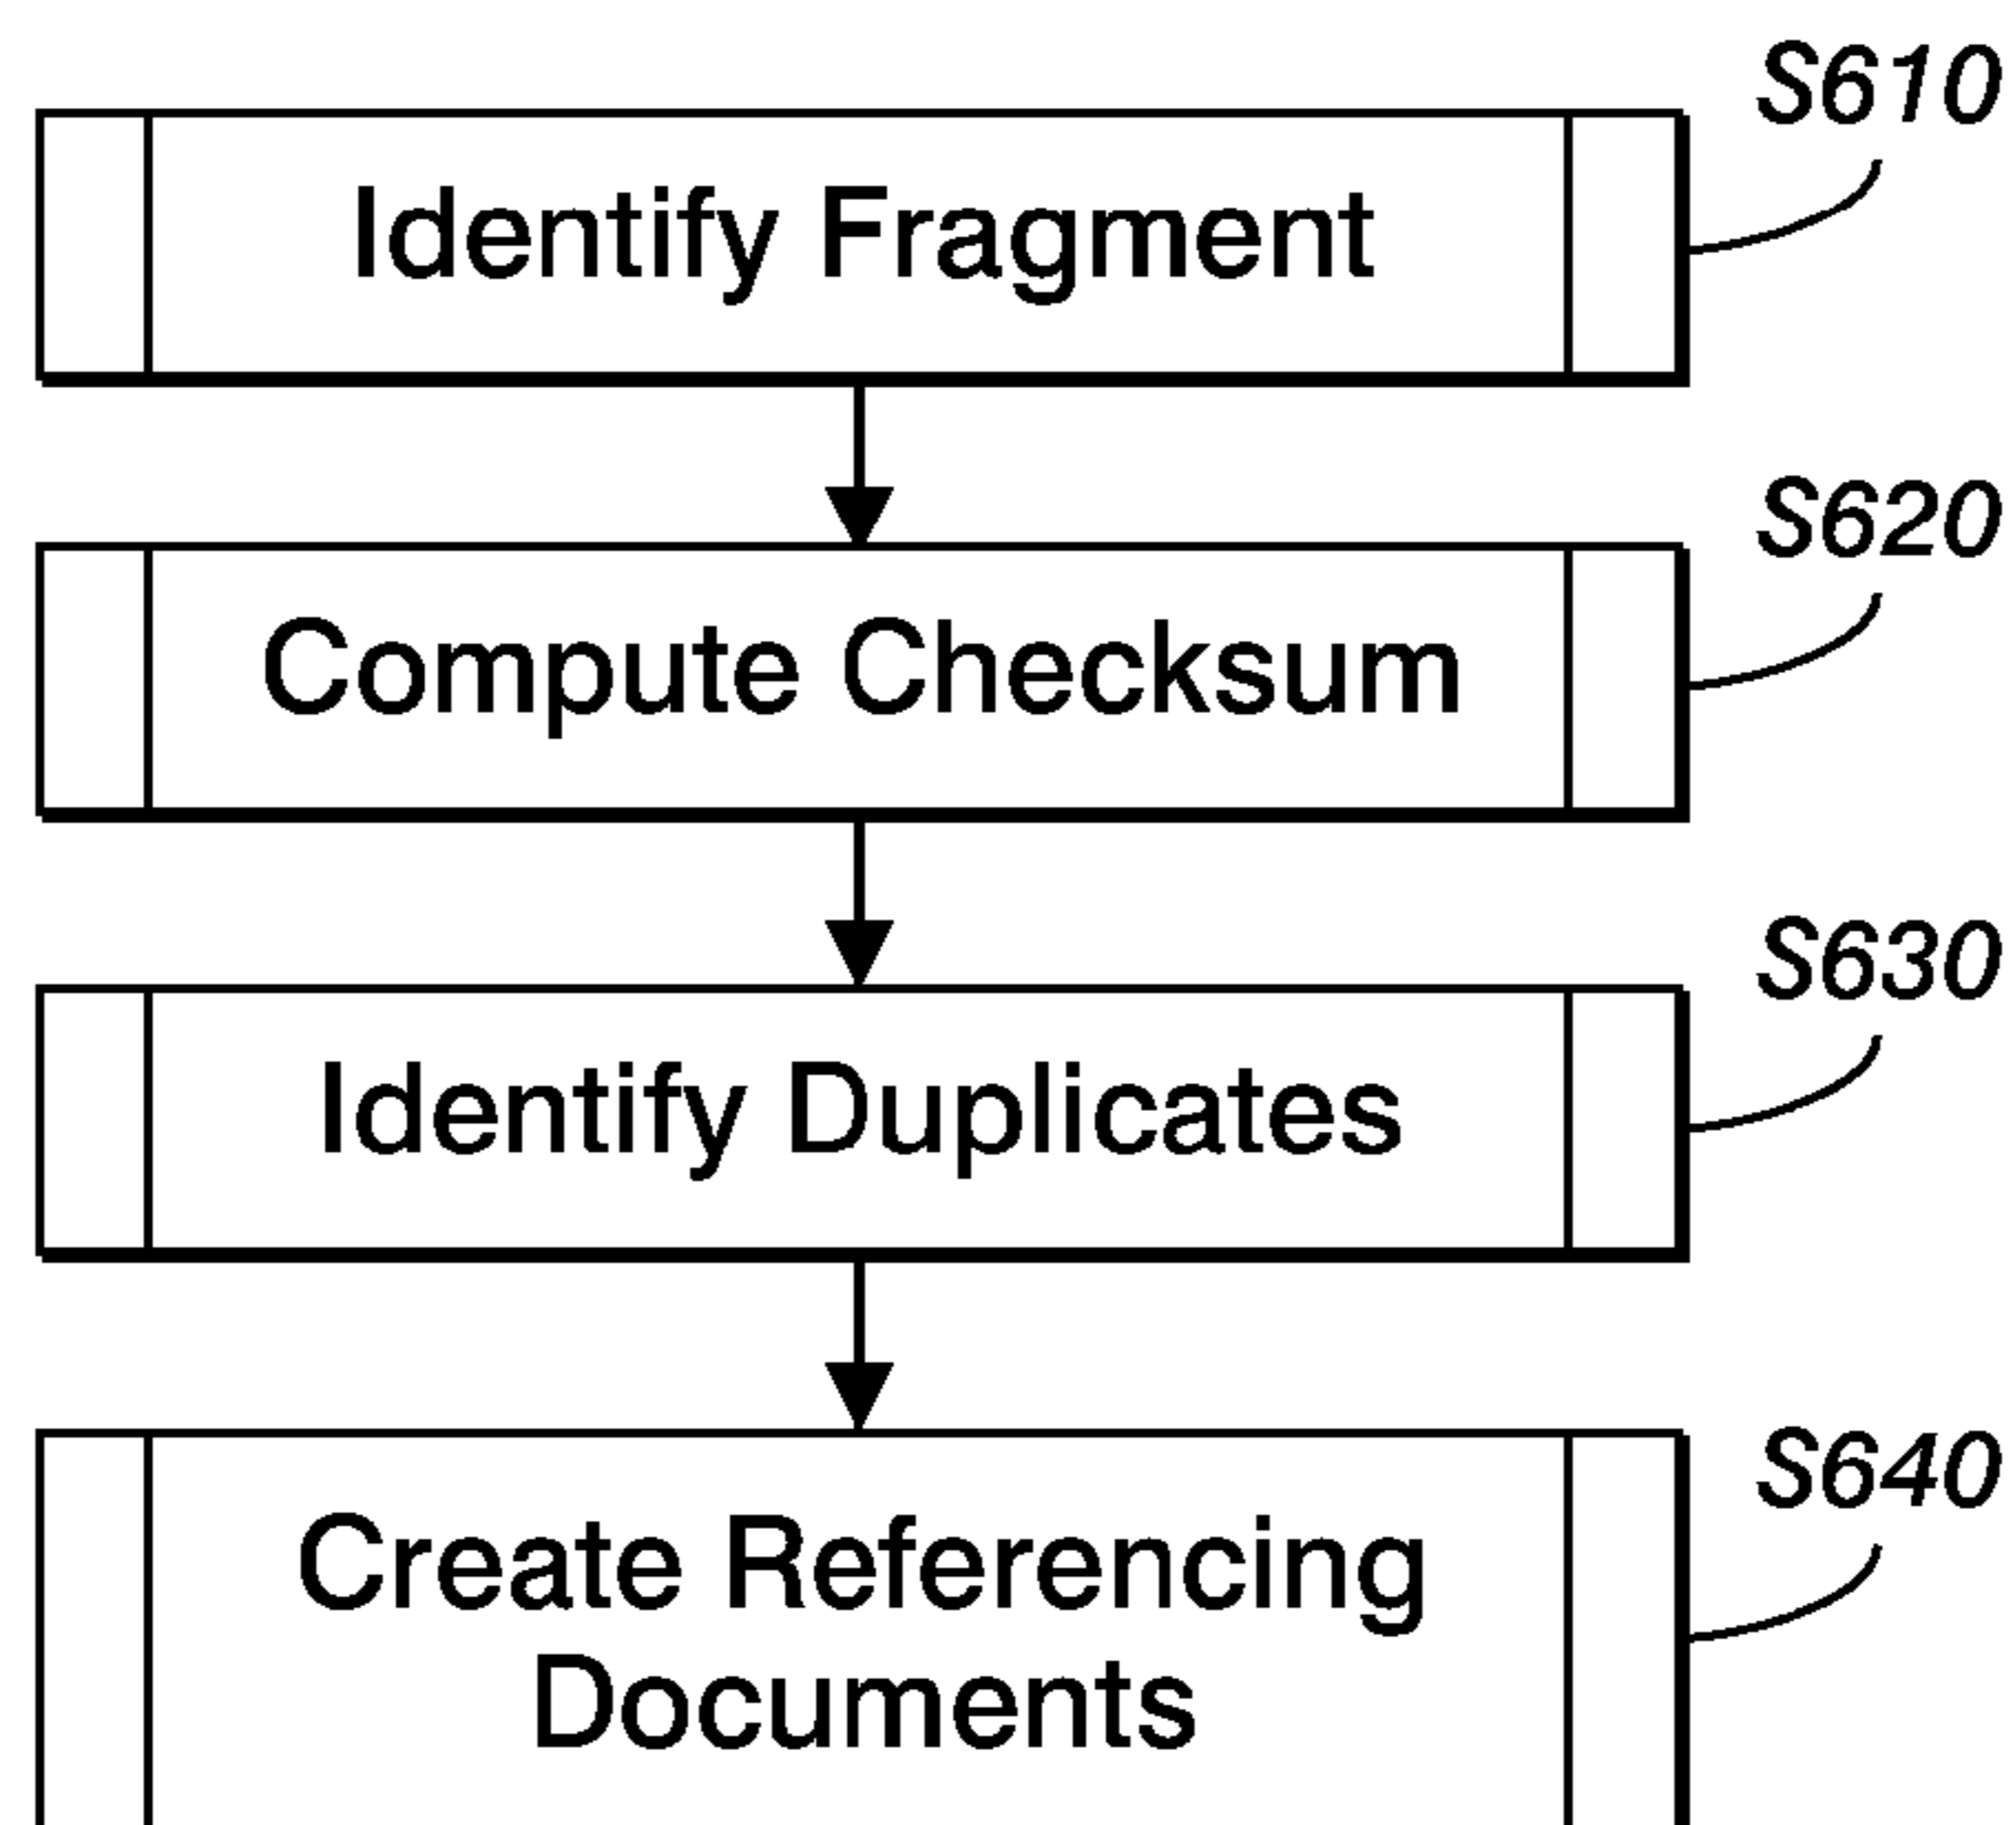 S610
Identify Fragment
S620
Compute Checksum
S630
Identify Duplicates
S640
Create Referencing
Documents